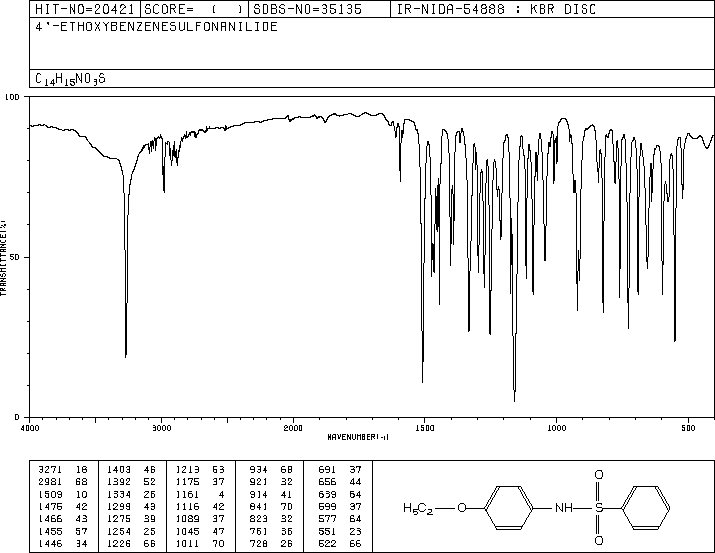 HIT-NO=20421 SCORE= ( ) SDBS-NO=35135 IR-NIDA-54888 : KBR DISC
4'-ETHOXYBENZENESULFONANILIDE
C14H15NO3S
100
TRANSMITTANCE(%)
50
0
4000 3000 2000 1500 1000 500
WAVENUMBER(-1)
3271 18 1403 46 1213 53 934 68 691 37
2981 68 1392 52 1175 37 921 32 656 44
1509 10 1334 26 1161 4 914 41 639 64
1475 42 1299 43 1116 42 841 70 599 37
1466 43 1275 39 1089 37 823 32 577 64
1455 57 1254 25 1045 47 761 36 551 23
1446 34 1226 66 1011 70 728 26 522 66
H5C2 O NH S O O